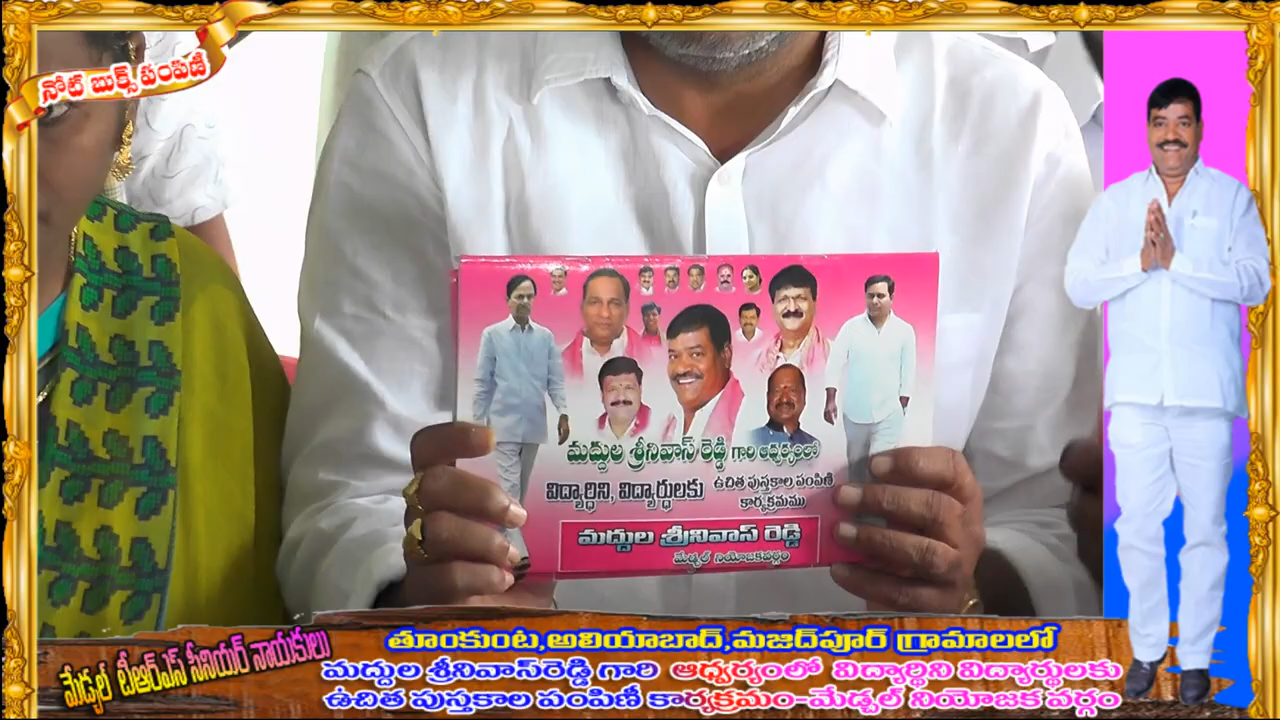 నోట్ బుక్స్ పంపిణీ
మద్దుల శ్రీనివాస్ రెడ్డి గారి ఆధ్వర్యంలో
విద్యార్ధిని, విద్యార్ధులకు
ఉచిత పుస్తకాల పంపిణి
కార్యక్రమము
మద్దుల శ్రీనివాస్ రెడ్డి
మేడ్చల్ నియోజకవర్గం
మేడ్చల్ టీఆర్ఎస్ సీనియర్ నాయకులు
తూంకుంట,అలియాబాద్,మజిద్‌పూర్ గ్రామాలలో
మద్దుల శ్రీనివాస్‌రెడ్డి గారి ఆధ్వర్యంలో విద్యార్థిని విద్యార్థులకు
ఉచిత పుస్తకాల పంపిణీ కార్యక్రమం-మేడ్చల్ నియోజక వర్గం